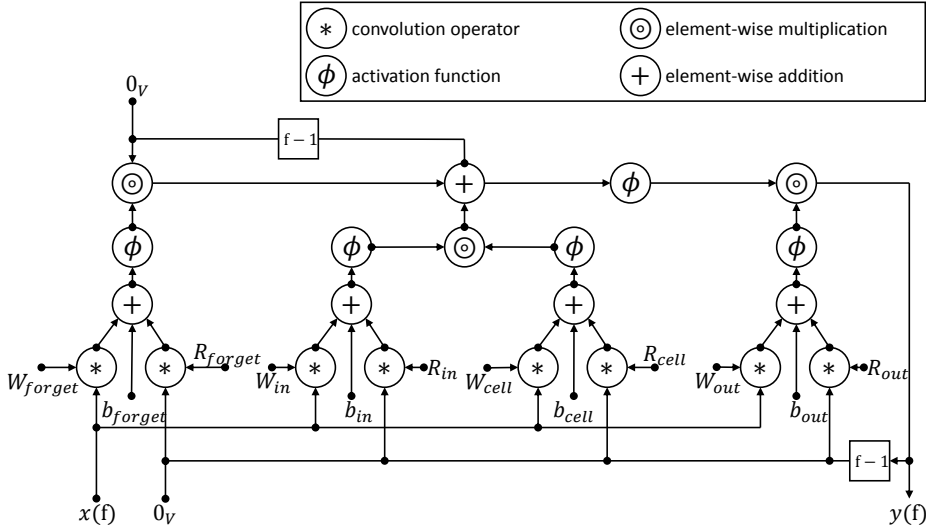 * convolution operator
⊚ element-wise multiplication
ϕ activation function
+ element-wise addition
0_V
f − 1
⊚ + ϕ ⊚
ϕ ϕ ⊚ ϕ ϕ
+ + + +
R_forget R_in R_cell R_out
* * * * * * * *
W_forget W_in W_cell W_out
b_forget b_in b_cell b_out
f − 1
x(f) 0_V y(f)